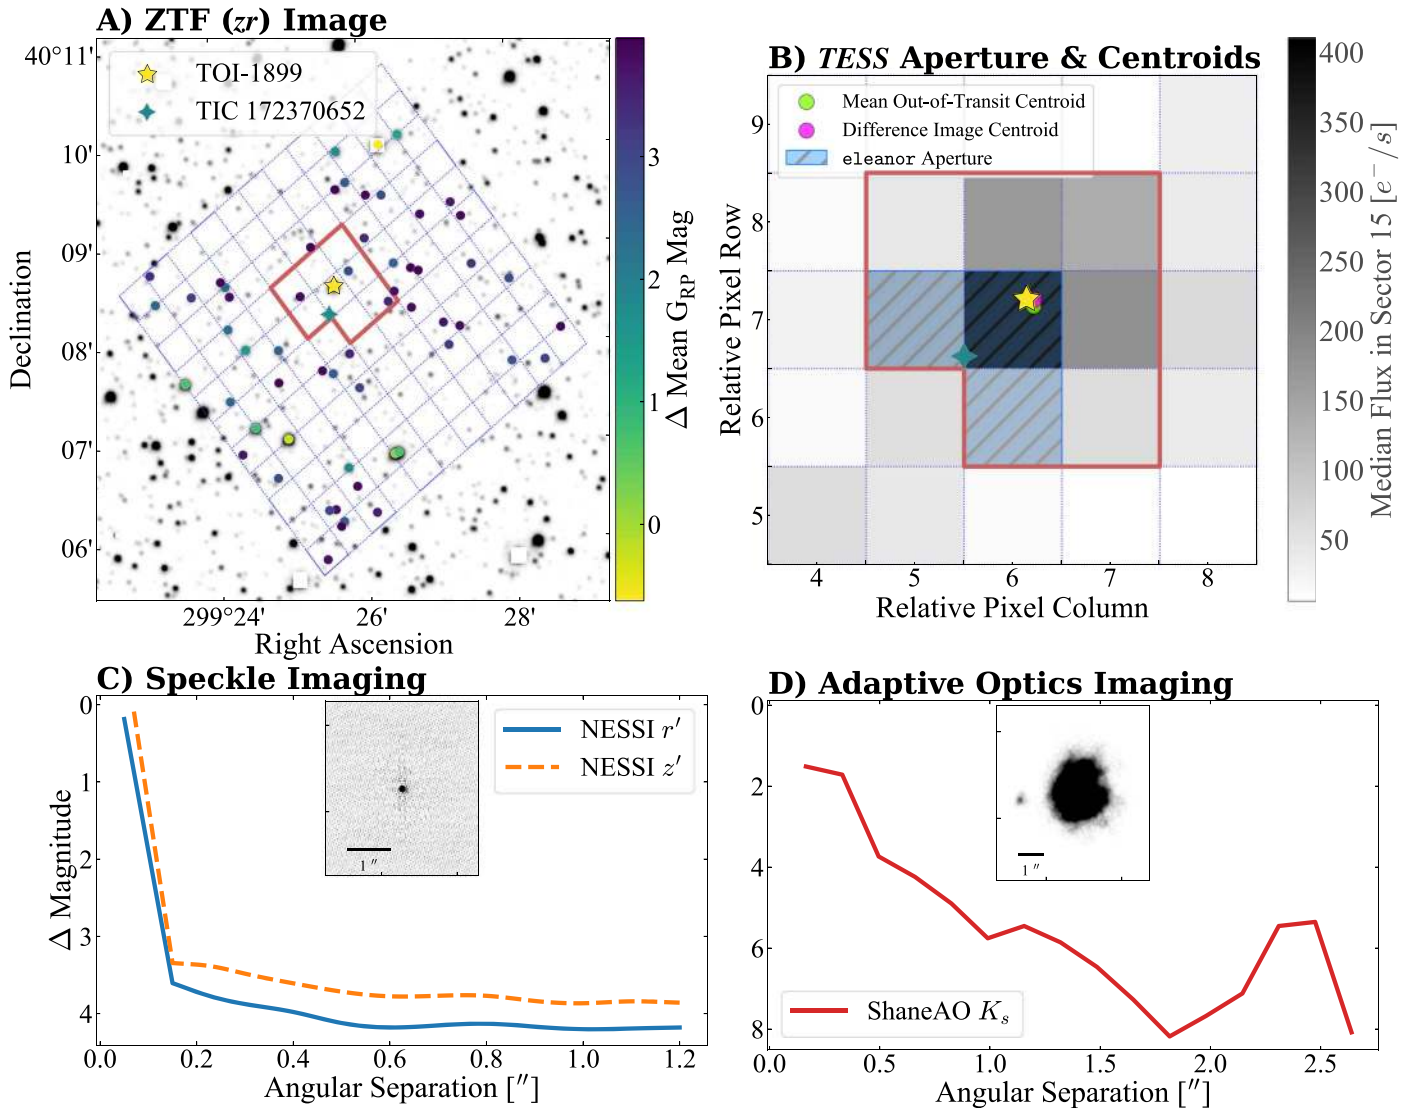 A) ZTF (zr) Image
TOI-1899
TIC 172370652
40°11'
10'
09'
08'
07'
06'
Declination
299°24'
26'
28'
Right Ascension
3
2
1
0
Δ Mean G_RP Mag
B) TESS Aperture & Centroids
Mean Out-of-Transit Centroid
Difference Image Centroid
eleanor Aperture
9
8
7
6
5
Relative Pixel Row
4 5 6 7 8
Relative Pixel Column
400
350
300
250
200
150
100
50
Median Flux in Sector 15 [e⁻/s]
C) Speckle Imaging
NESSI r′
NESSI z′
1 ″
0
1
2
3
4
Δ Magnitude
0.0 0.2 0.4 0.6 0.8 1.0 1.2
Angular Separation [″]
D) Adaptive Optics Imaging
1 ″
ShaneAO K_s
0
2
4
6
8
0.0 0.5 1.0 1.5 2.0 2.5
Angular Separation [″]